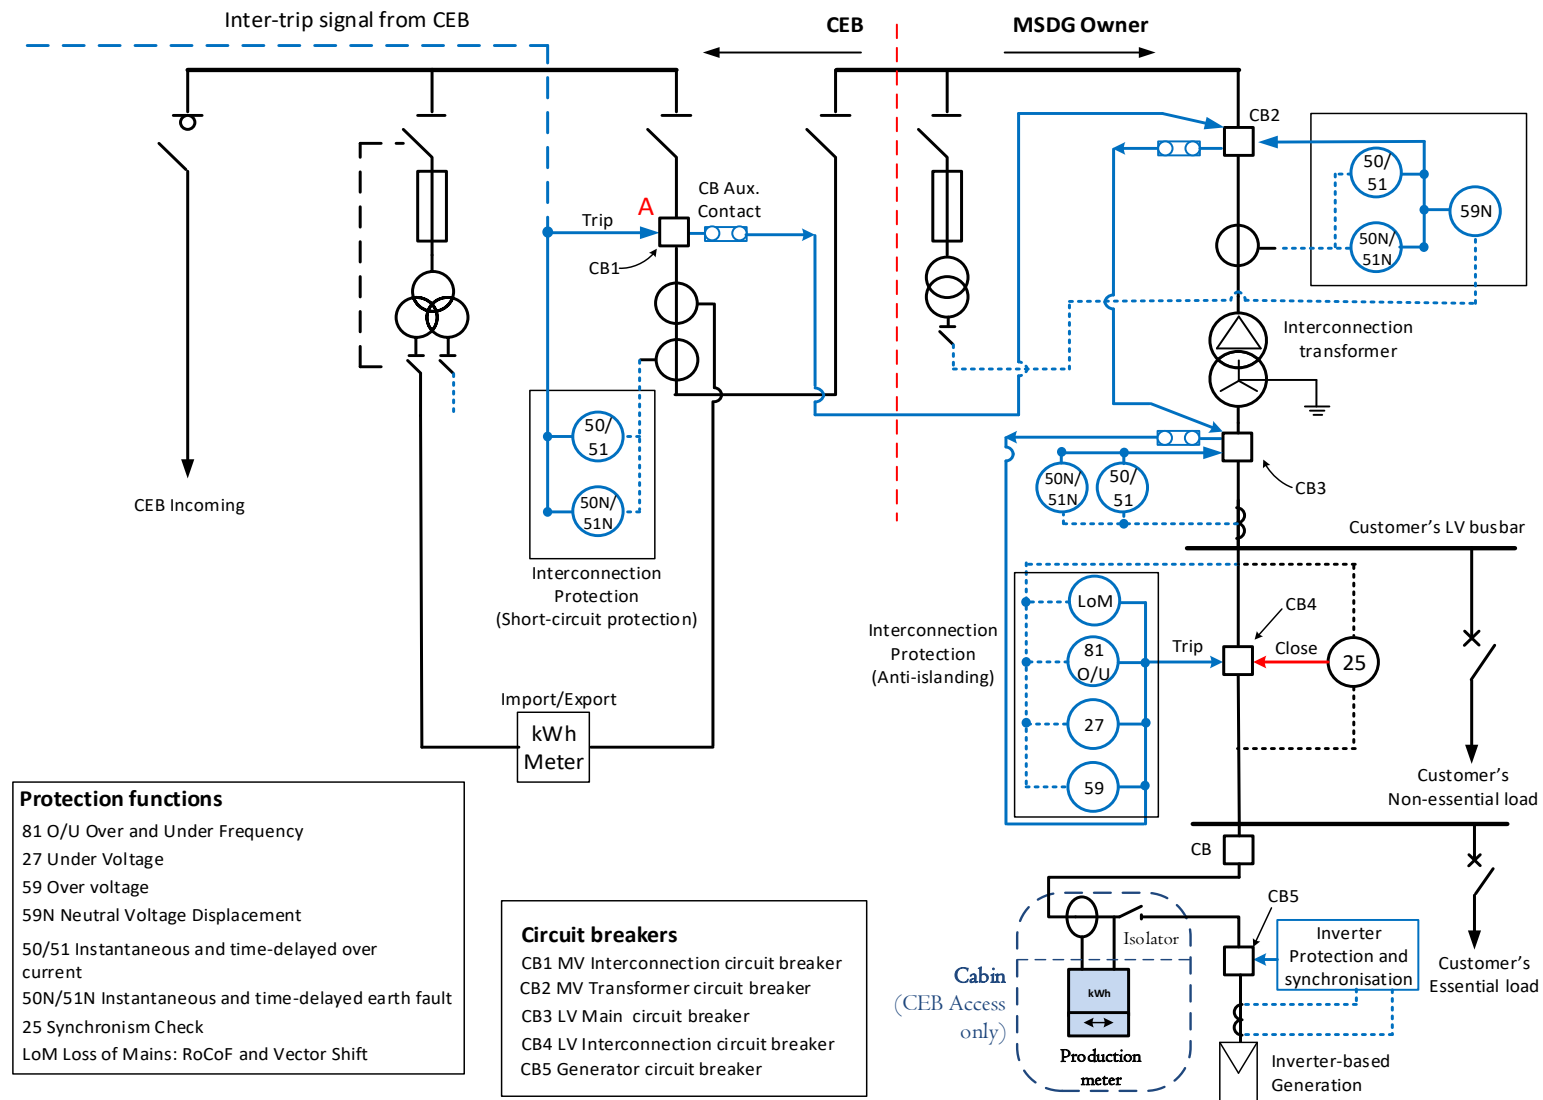 Inter-trip signal from CEB
CEB
MSDG Owner
CB2
50/
51
59N
50N/
51N
A
CB Aux.
Contact
Trip
CB1
Interconnection
transformer
50/
51
50N/
51N
Interconnection
Protection
(Short-circuit protection)
CEB Incoming
50N/
51N
50/
51
CB3
Customer's LV busbar
Interconnection
Protection
(Anti-islanding)
LoM
81
O/U
27
59
Trip
CB4
Close
25
Customer's
Non-essential load
Import/Export
kWh
Meter
CB
CB5
Isolator
Cabin
(CEB Access
only)
kWh
Production
meter
Inverter
Protection and
synchronisation
Customer's
Essential load
Inverter-based
Generation
Protection functions
81 O/U Over and Under Frequency
27 Under Voltage
59 Over voltage
59N Neutral Voltage Displacement
50/51 Instantaneous and time-delayed over
current
50N/51N Instantaneous and time-delayed earth fault
25 Synchronism Check
LoM Loss of Mains: RoCoF and Vector Shift
Circuit breakers
CB1 MV Interconnection circuit breaker
CB2 MV Transformer circuit breaker
CB3 LV Main circuit breaker
CB4 LV Interconnection circuit breaker
CB5 Generator circuit breaker